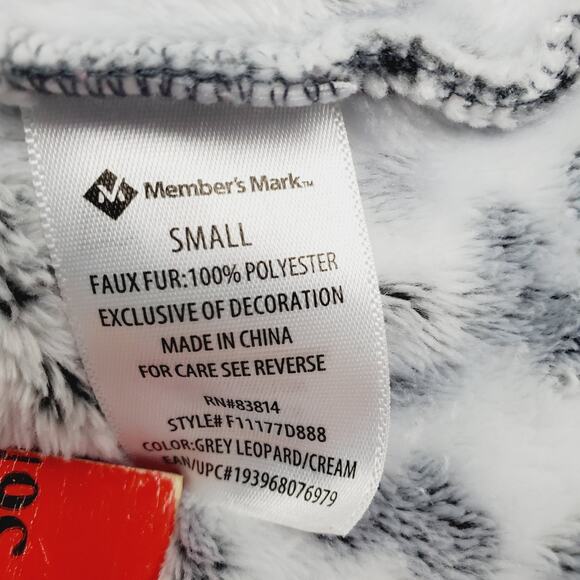 Member's Mark™
SMALL
FAUX FUR:100% POLYESTER
EXCLUSIVE OF DECORATION
MADE IN CHINA
FOR CARE SEE REVERSE
RN#83814
STYLE# F11177D888
COLOR:GREY LEOPARD/CREAM
EAN/UPC#193968076979